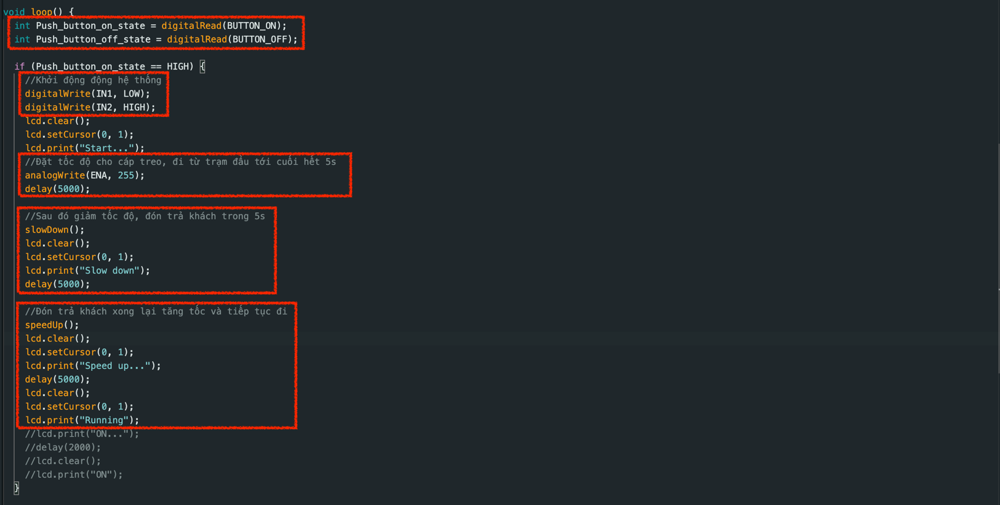 void loop() {
int Push_button_on_state = digitalRead(BUTTON_ON);
int Push_button_off_state = digitalRead(BUTTON_OFF);
if (Push_button_on_state == HIGH) {
//Khởi động động hệ thống
digitalWrite(IN1, LOW);
digitalWrite(IN2, HIGH);
lcd.clear();
lcd.setCursor(0, 1);
lcd.print("Start...");
//Đặt tốc độ cho cáp treo, đi từ trạm đầu tới cuối hết 5s
analogWrite(ENA, 255);
delay(5000);
//Sau đó giảm tốc độ, đón trả khách trong 5s
slowDown();
lcd.clear();
lcd.setCursor(0, 1);
lcd.print("Slow down");
delay(5000);
//Đón trả khách xong lại tăng tốc và tiếp tục đi
speedUp();
lcd.clear();
lcd.setCursor(0, 1);
lcd.print("Speed up...");
delay(5000);
lcd.clear();
lcd.setCursor(0, 1);
lcd.print("Running");
//lcd.print("ON...");
//delay(2000);
//lcd.clear();
//lcd.print("ON");
}